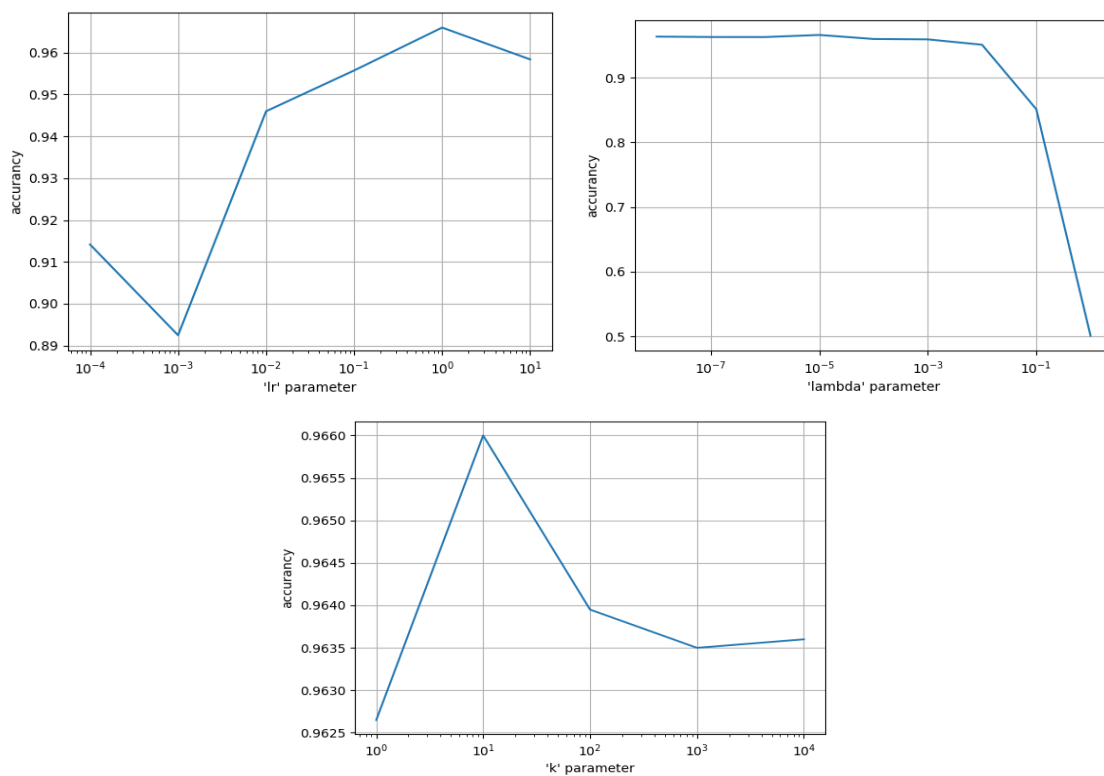 0.96
0.95
0.94
0.93
0.92
0.91
0.90
0.89
accurancy
10⁻⁴ 10⁻³ 10⁻² 10⁻¹ 10⁰ 10¹
'lr' parameter
0.9
0.8
0.7
0.6
0.5
accurancy
10⁻⁷ 10⁻⁵ 10⁻³ 10⁻¹
'lambda' parameter
0.9660
0.9655
0.9650
0.9645
0.9640
0.9635
0.9630
0.9625
accurancy
10⁰ 10¹ 10² 10³ 10⁴
'k' parameter